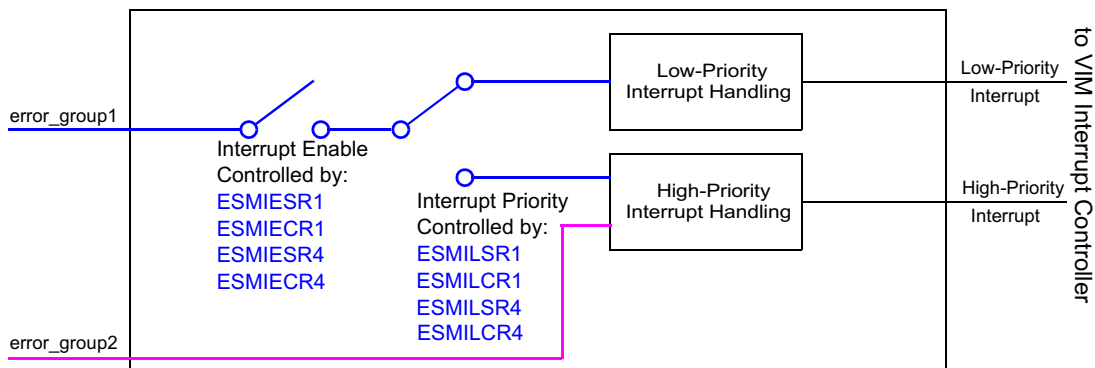 error_group1
Interrupt Enable
Controlled by:
ESMIESR1
ESMIECR1
ESMIESR4
ESMIECR4
Interrupt Priority
Controlled by:
ESMILSR1
ESMILCR1
ESMILSR4
ESMILCR4
Low-Priority
Interrupt Handling
High-Priority
Interrupt Handling
Low-Priority
Interrupt
High-Priority
Interrupt
to VIM Interrupt Controller
error_group2